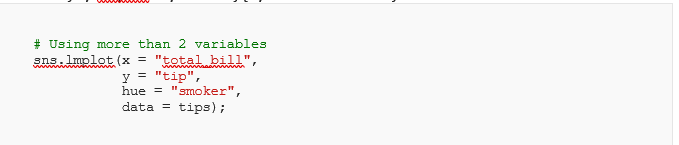 # Using more than 2 variables
sns.lmplot(x = "total_bill",
y = "tip",
hue = "smoker",
data = tips);